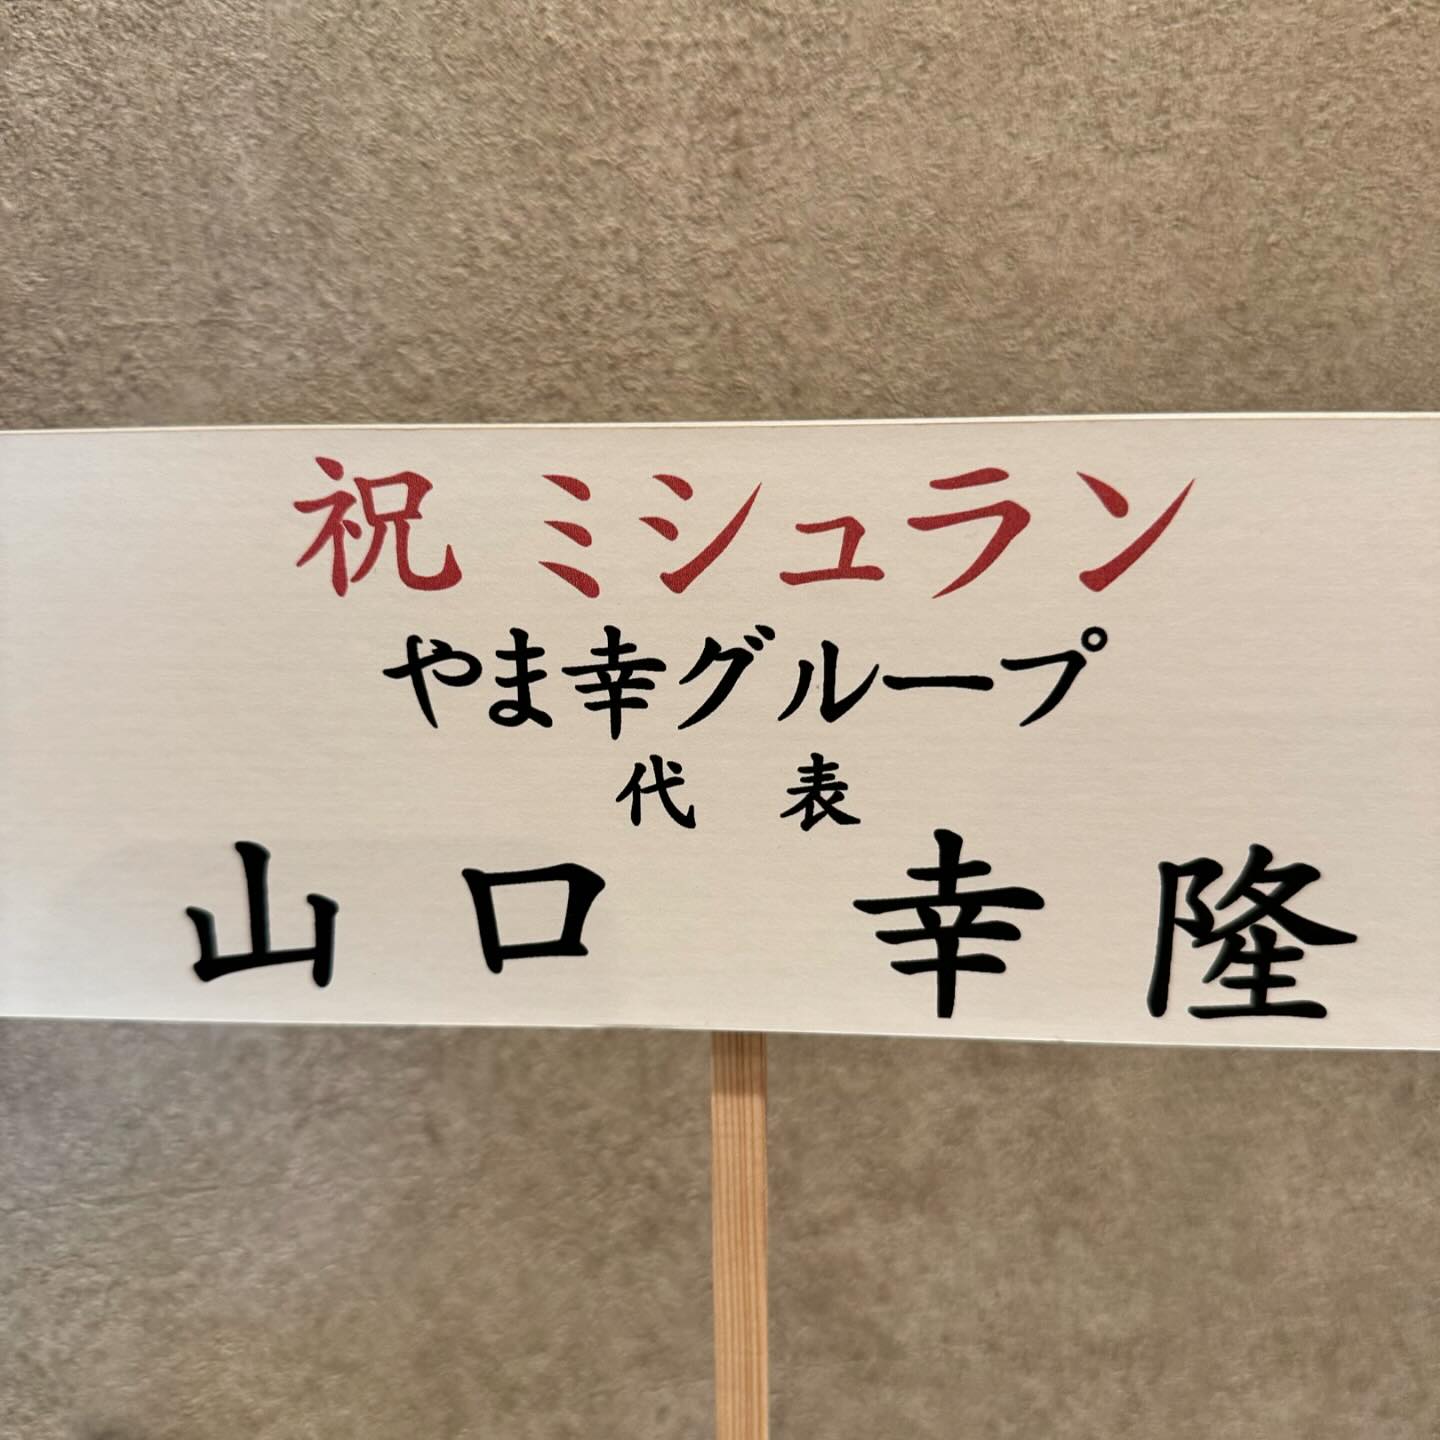 祝 ミシュラン
やま幸グループ
代 表
山 口 幸 隆